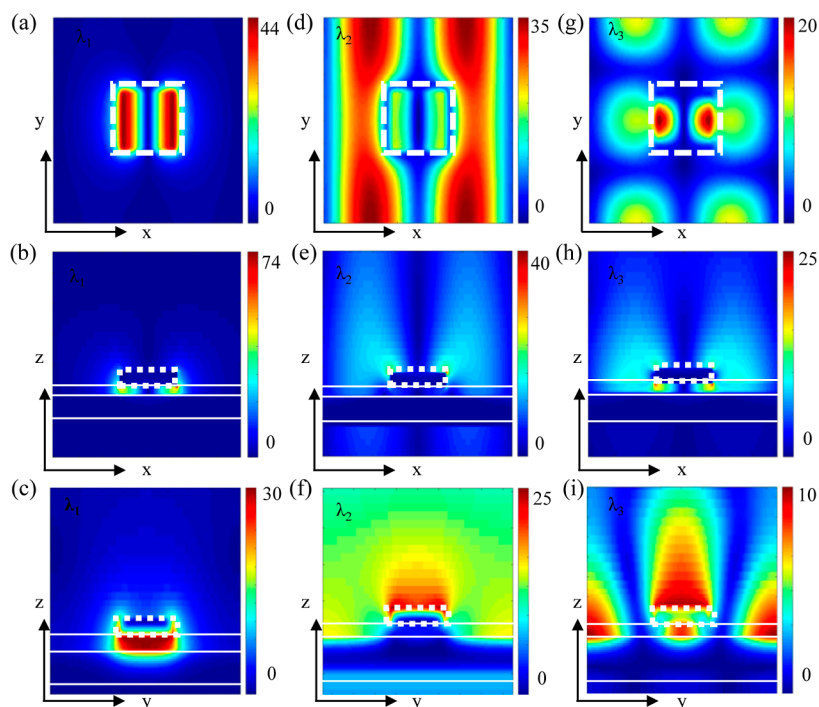 (a) λ1 44 0 y x
(d) λ2 35 0 y x
(g) λ3 20 0 y x
(b) λ1 74 0 z x
(e) λ2 40 0 z x
(h) λ3 25 0 z x
(c) λ1 30 0 z y
(f) λ2 25 0 z y
(i) λ3 10 0 z y